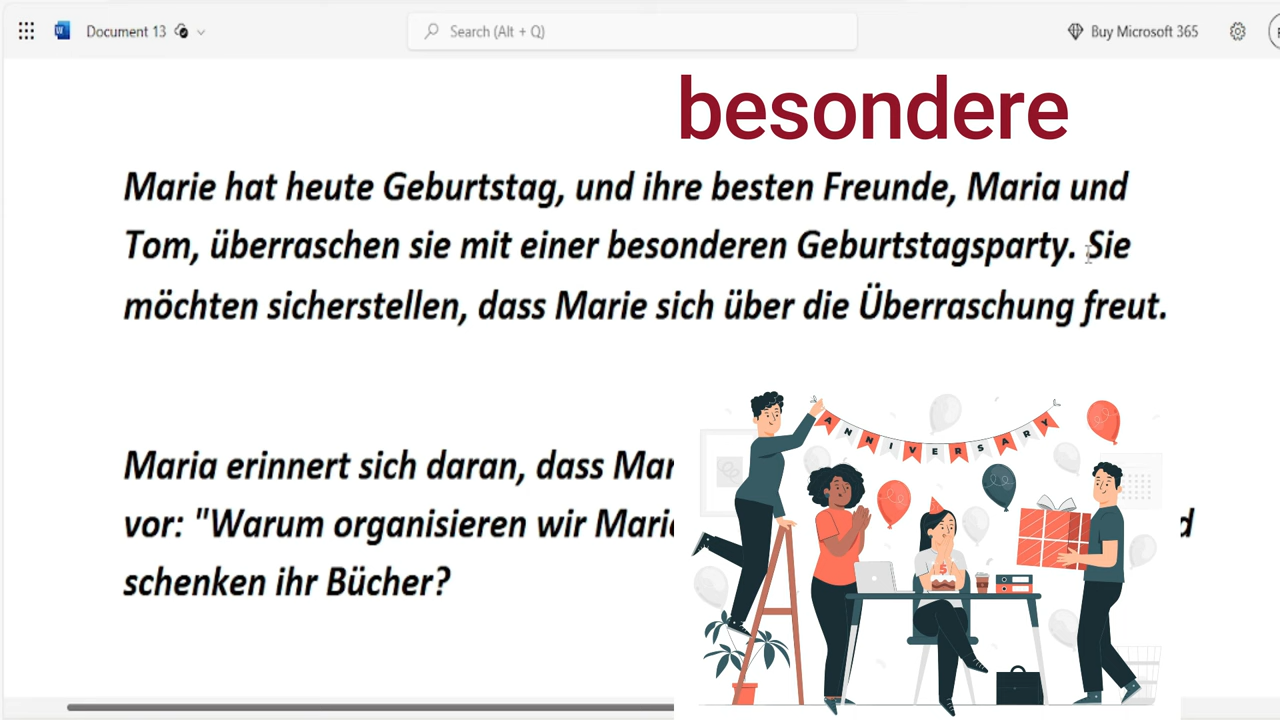 Document 13
Search (Alt + Q)
Buy Microsoft 365
besondere
Marie hat heute Geburtstag, und ihre besten Freunde, Maria und
Tom, überraschen sie mit einer besonderen Geburtstagsparty. Sie
möchten sicherstellen, dass Marie sich über die Überraschung freut.
ANNIVERSARY
Maria erinnert sich daran, dass
vor: "Warum organisieren wir
schenken ihr Bücher?
5